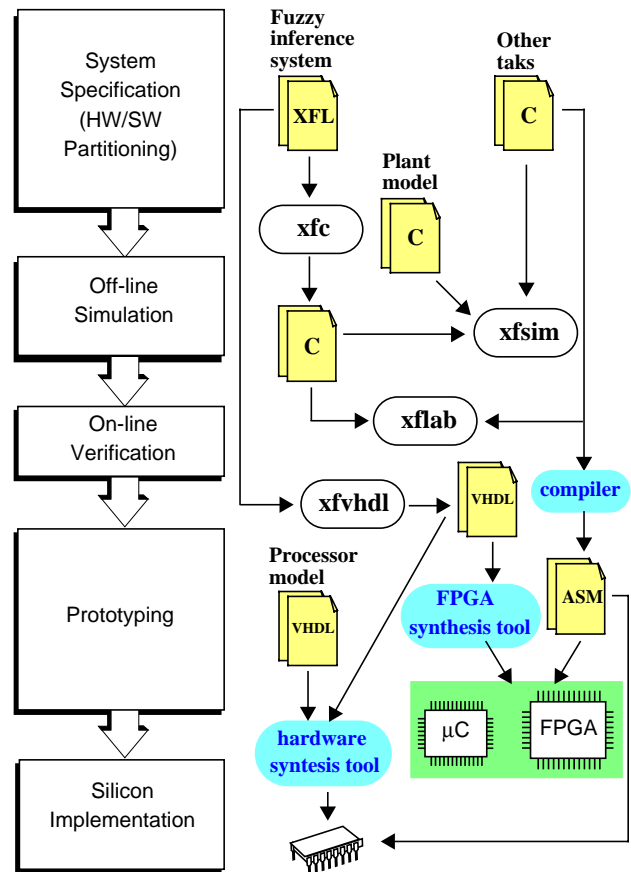 System
Specification
(HW/SW
Partitioning)
Off-line
Simulation
On-line
Verification
Prototyping
Silicon
Implementation
Fuzzy
inference
system
XFL
xfc
C
Plant
model
C
Other
taks
C
xfsim
xflab
xfvhdl
VHDL
compiler
ASM
Processor
model
VHDL
FPGA
synthesis tool
hardware
syntesis tool
µC
FPGA